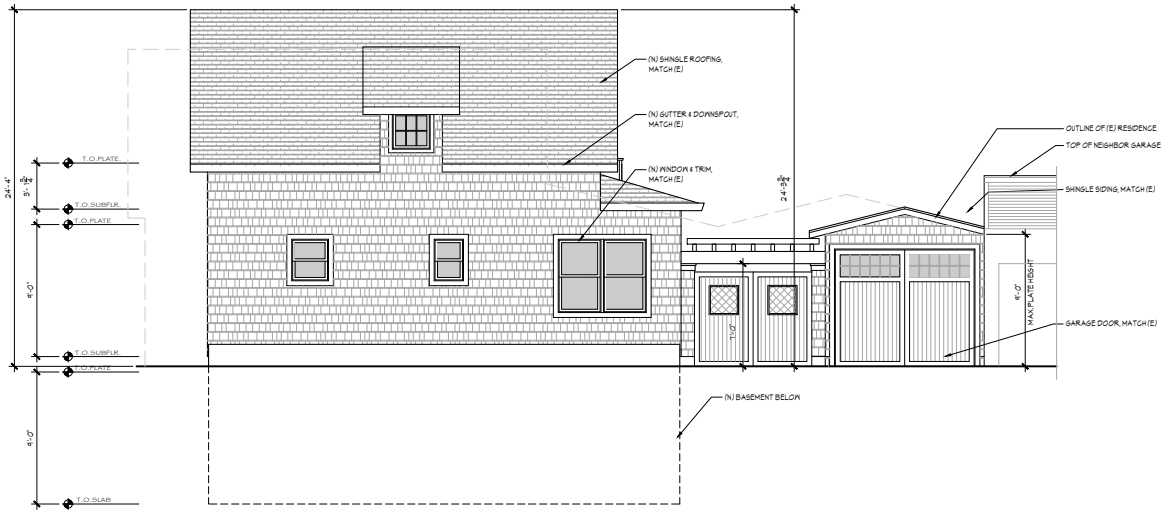 (N) SHINGLE ROOFING,
MATCH (E)
(N) GUTTER & DOWNSPOUT,
MATCH (E)
(N) WINDOW & TRIM,
MATCH (E)
OUTLINE OF (E) RESIDENCE
TOP OF NEIGHBOR GARAGE
SHINGLE SIDING, MATCH (E)
GARAGE DOOR, MATCH (E)
(N) BASEMENT BELOW
T.O.PLATE.
T.O.SUBFLR.
T.O.PLATE
T.O.SUBFLR.
T.O.PLATE
T.O.SLAB
24'-4"
3'-1 3/4"
9'-0"
9'-0"
24'-3 3/4"
7'-0"
9'-0"
MAX. PLATE HEIGHT